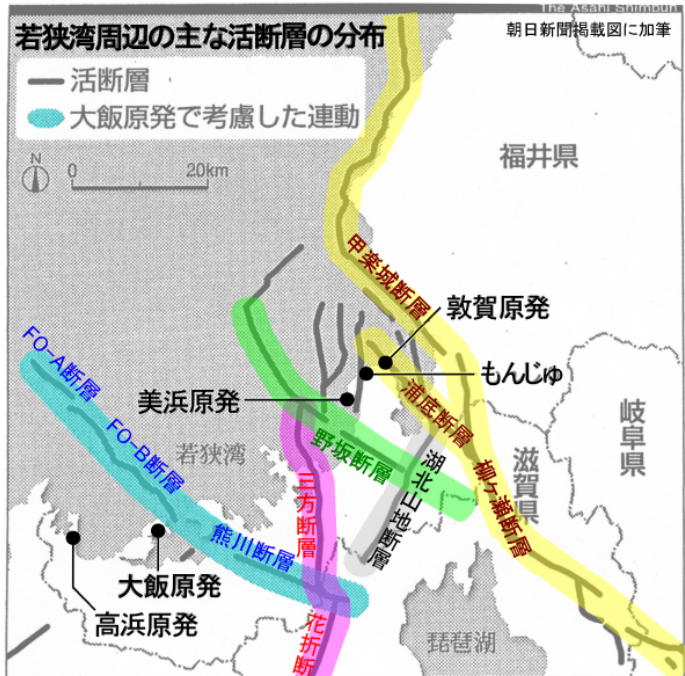 The Asahi Shimbun
若狭湾周辺の主な活断層の分布
朝日新聞掲載図に加筆
活断層
大飯原発で考慮した連動
N
0
20km
福井県
甲楽城断層
敦賀原発
もんじゅ
FO-A断層
美浜原発
浦底断層
岐阜県
FO-B断層
若狭湾
野坂断層
湖北山地断層
滋賀県
柳ヶ瀬断層
三方断層
熊川断層
大飯原発
高浜原発
花折断
琵琶湖